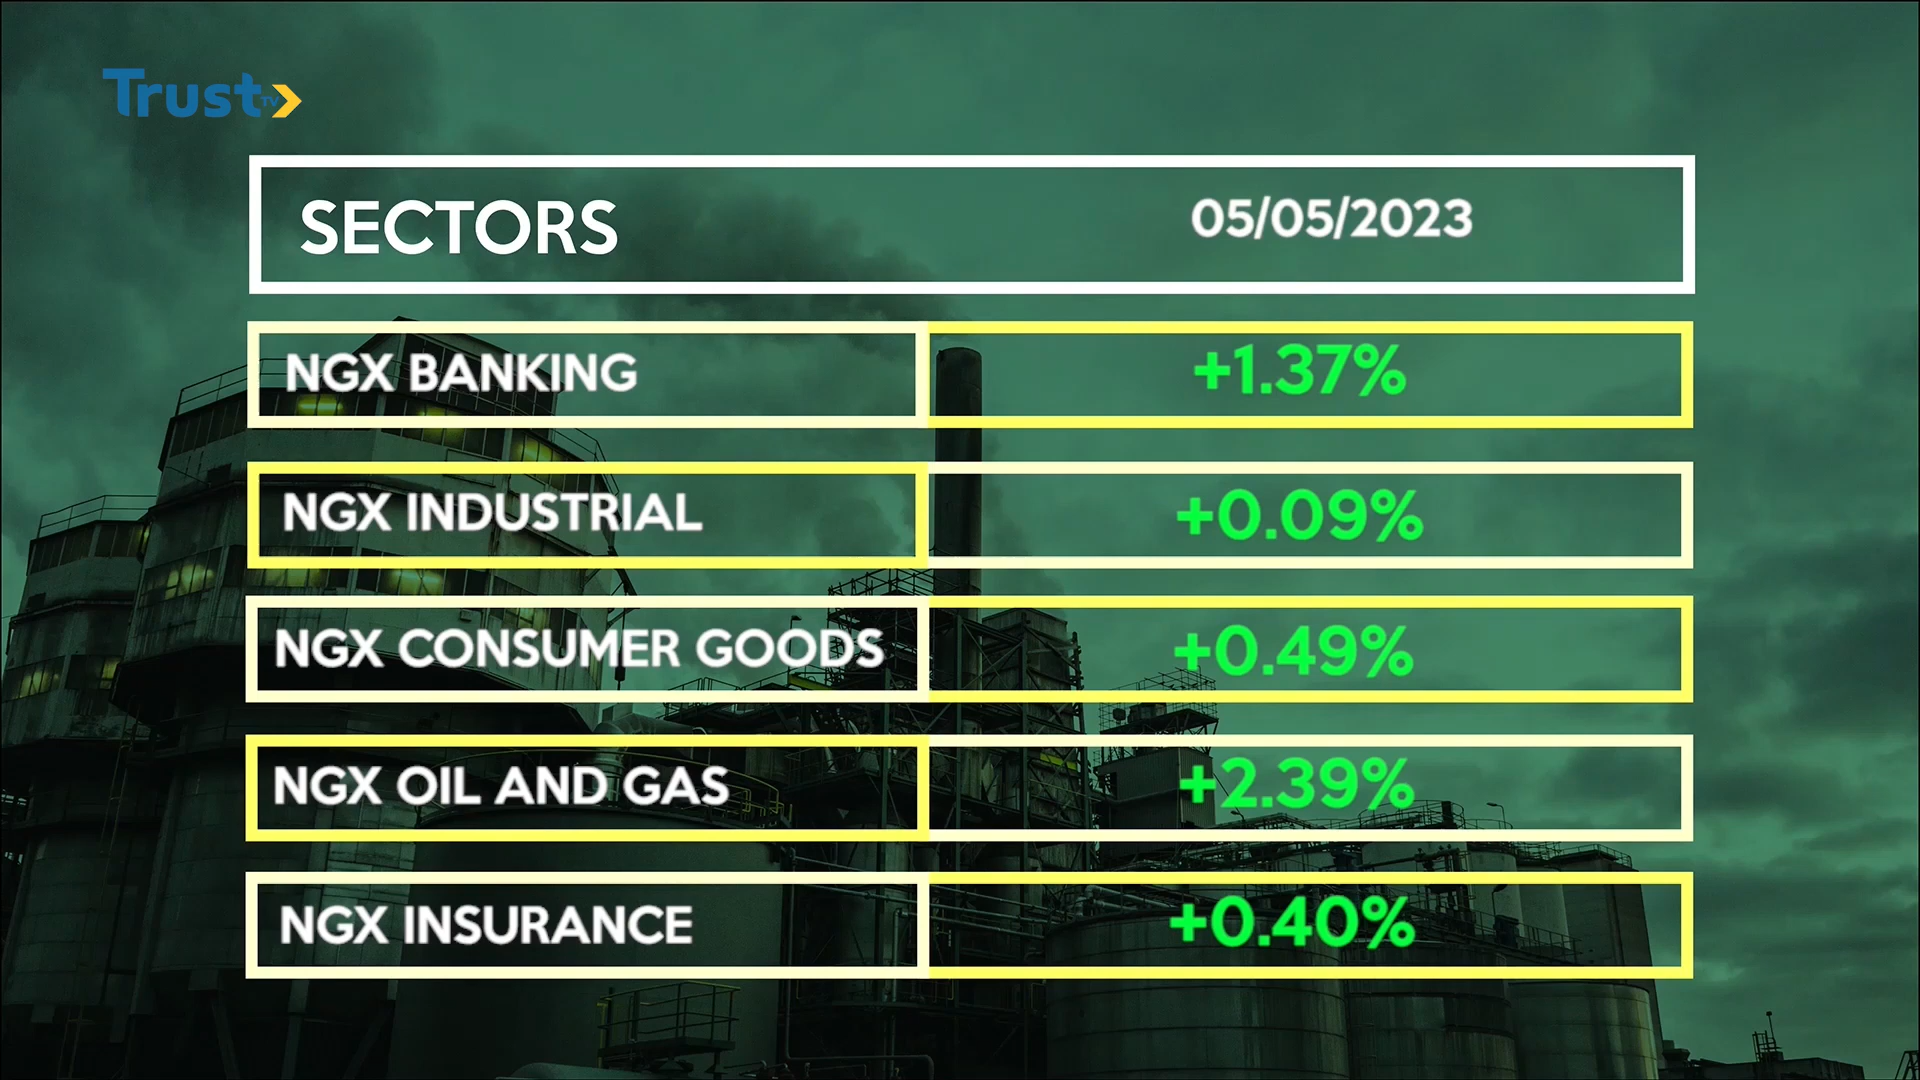 Trust TV
SECTORS 05/05/2023
NGX BANKING +1.37%
NGX INDUSTRIAL +0.09%
NGX CONSUMER GOODS +0.49%
NGX OIL AND GAS +2.39%
NGX INSURANCE +0.40%